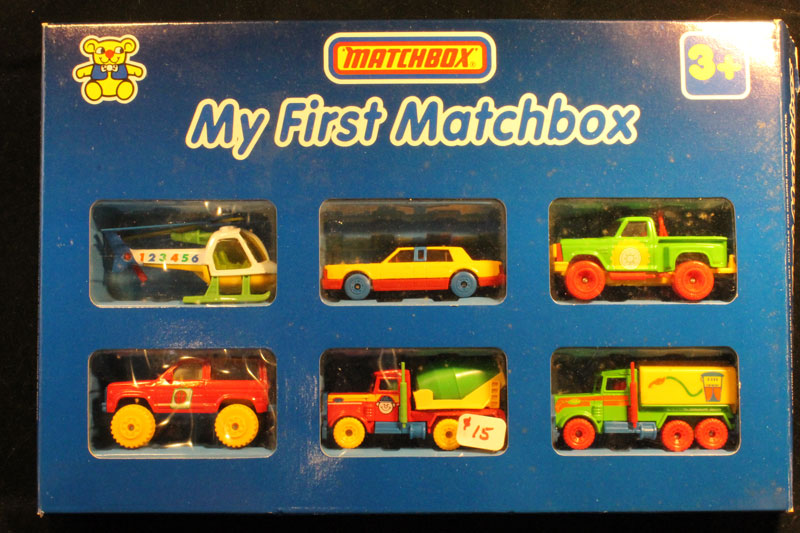 MATCHBOX
3+
My First Matchbox
123456
$15